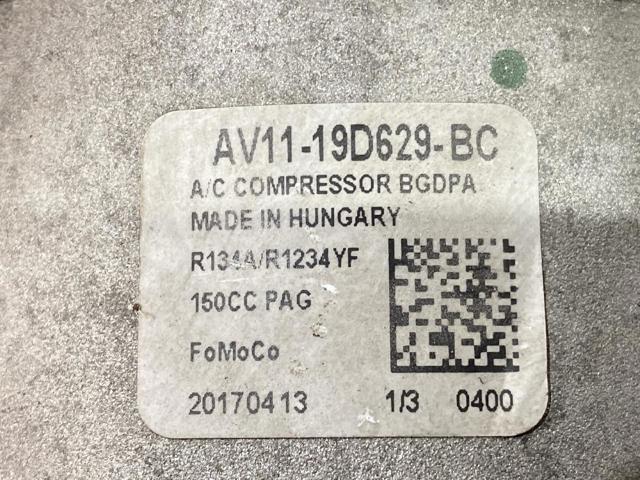 AV11-19D629-BC
A/C COMPRESSOR BGDPA
MADE IN HUNGARY
R134A/R1234YF
150CC PAG
FoMoCo
20170413 1/3 0400